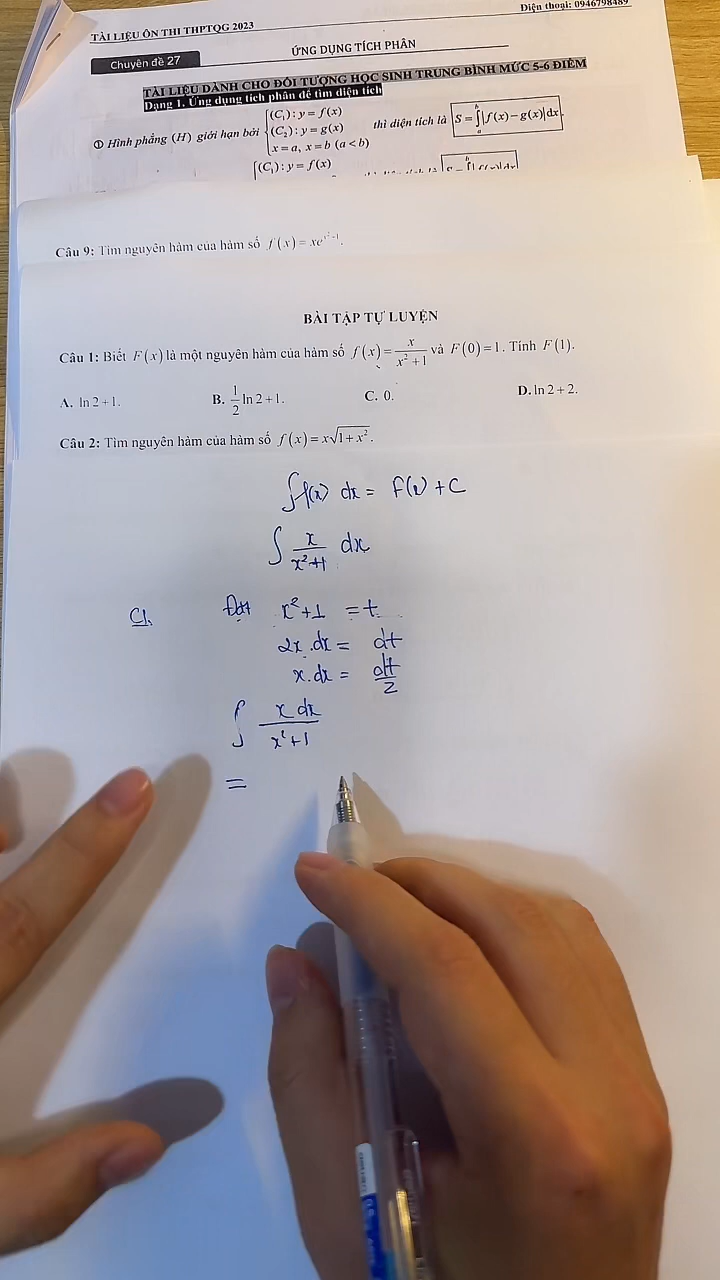 Điện thoại: 0946798489
TÀI LIỆU ÔN THI THPTQG 2023
Chuyên đề 27
ỨNG DỤNG TÍCH PHÂN
TÀI LIỆU DÀNH CHO ĐỐI TƯỢNG HỌC SINH TRUNG BÌNH MỨC 5-6 ĐIỂM
Dạng 1. Ứng dụng tích phân để tìm diện tích
① Hình phẳng (H) giới hạn bởi { (C₁): y = f(x)
(C₂): y = g(x)
x = a, x = b (a < b)
thì diện tích là S = ∫ₐᵇ |f(x) − g(x)| dx.
(C₁): y = f(x)
Câu 9: Tìm nguyên hàm của hàm số f(x) = xe^(x²−1).
BÀI TẬP TỰ LUYỆN
Câu 1: Biết F(x) là một nguyên hàm của hàm số f(x) = x/(x²+1) và F(0) = 1. Tính F(1).
A. ln 2 + 1. B. 1/2 ln 2 + 1. C. 0. D. ln 2 + 2.
Câu 2: Tìm nguyên hàm của hàm số f(x) = x√(1+x²).
∫f(x) dx = F(x) + C
∫ x/(x²+1) dx
C1. Đặt x²+1 = t
2x.dx = dt
x.dx = dt/2
∫ x dx/(x²+1)
=